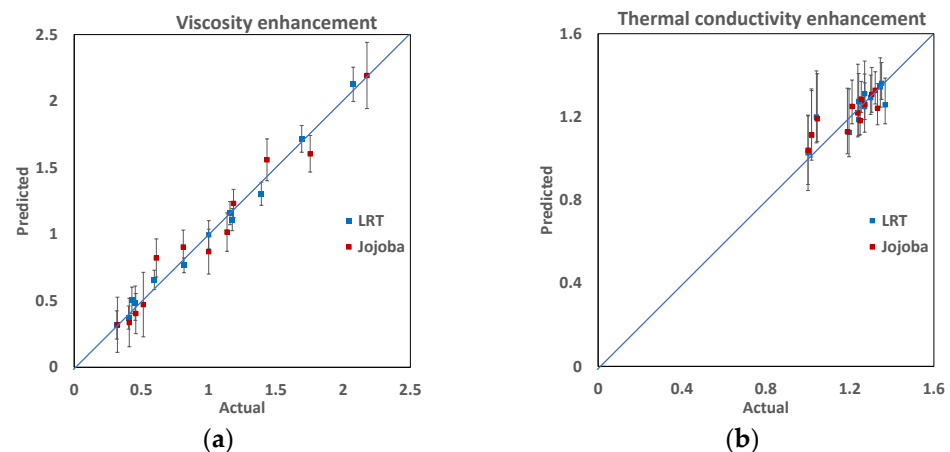 Viscosity enhancement
2.5
2
1.5
1
0.5
0
Predicted
0
0.5
1
1.5
2
2.5
Actual
LRT
Jojoba
(a)
Thermal conductivity enhancement
1.6
1.2
0.8
0.4
0
Predicted
0
0.4
0.8
1.2
1.6
Actual
LRT
Jojoba
(b)